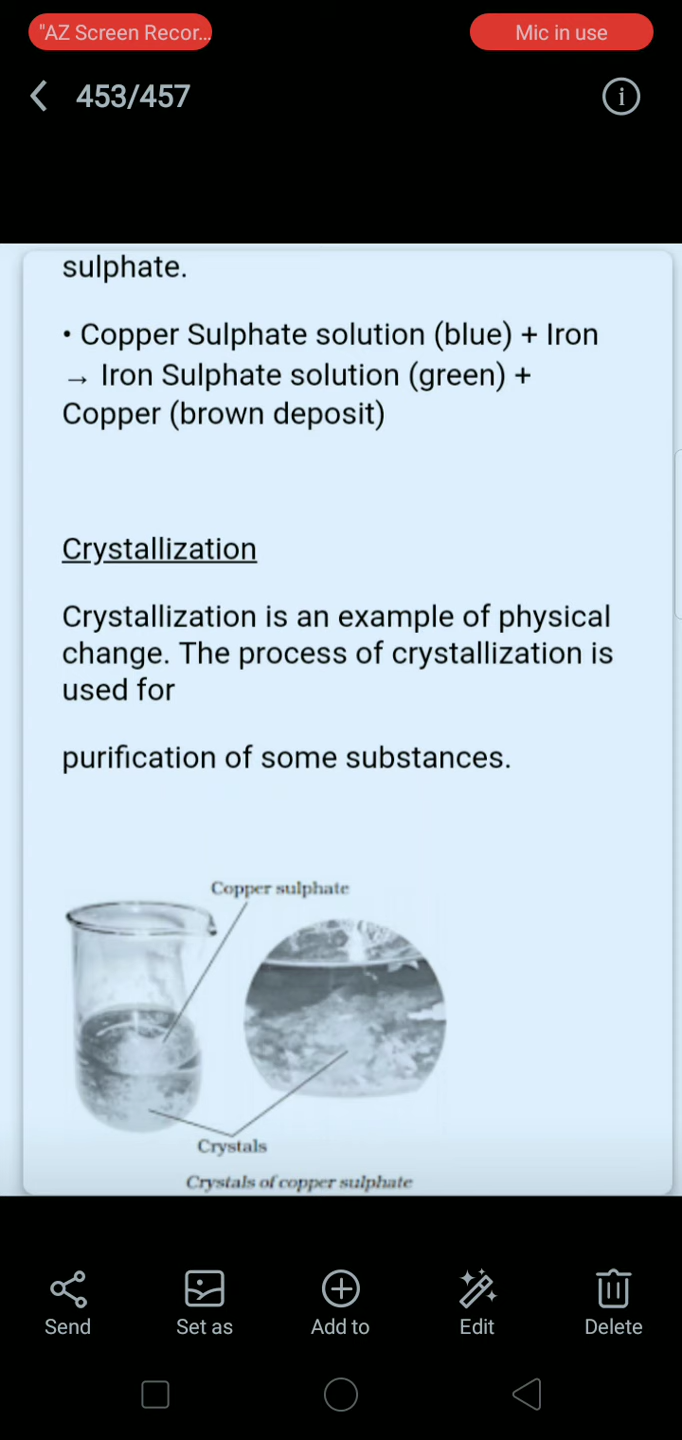 "AZ Screen Recor...
Mic in use
453/457
sulphate.
• Copper Sulphate solution (blue) + Iron
→ Iron Sulphate solution (green) +
Copper (brown deposit)
Crystallization
Crystallization is an example of physical
change. The process of crystallization is
used for
purification of some substances.
Copper sulphate
Crystals
Crystals of copper sulphate
Send
Set as
Add to
Edit
Delete